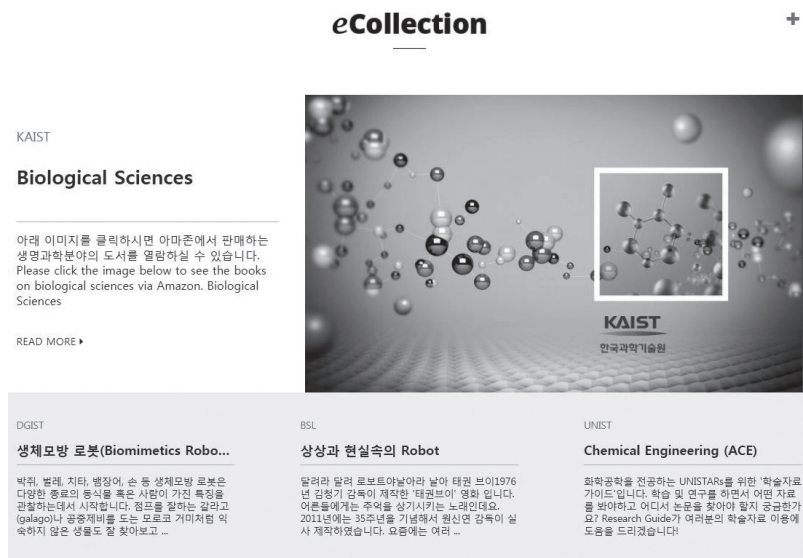 eCollection
+
KAIST
Biological Sciences
아래 이미지를 클릭하시면 아마존에서 판매하는
생명과학분야의 도서를 열람하실 수 있습니다.
Please click the image below to see the books
on biological sciences via Amazon. Biological
Sciences
READ MORE
KAIST
한국과학기술원
DGIST
생체모방 로봇(Biomimetics Robo...
박쥐, 벌레, 치타, 뱀장어, 손 등 생체모방 로봇은
다양한 종료의 동식물 혹은 사람이 가진 특징을
관찰하는데서 시작합니다. 점프를 잘하는 갈라고
(galago)나 공중제비를 도는 모로코 거미처럼 익
숙하지 않은 생물도 잘 찾아보고 ...
BSL
상상과 현실속의 Robot
달려라 달려 로보트야날아라 날아 태권 브이1976
년 김청기 감독이 제작한 '태권브이' 영화 입니다.
어른들에게는 추억을 상기시키는 노래인데요.
2011년에는 35주년을 기념해서 원신연 감독이 실
사 제작하였습니다. 요즘에는 여러 ...
UNIST
Chemical Engineering (ACE)
화학공학을 전공하는 UNISTARs를 위한 '학술자료
가이드'입니다. 학습 및 연구를 하면서 어떤 자료
를 봐야하고 어디서 논문을 찾아야 할지 궁금한가
요? Research Guide가 여러분의 학술자료 이용에
도움을 드리겠습니다!